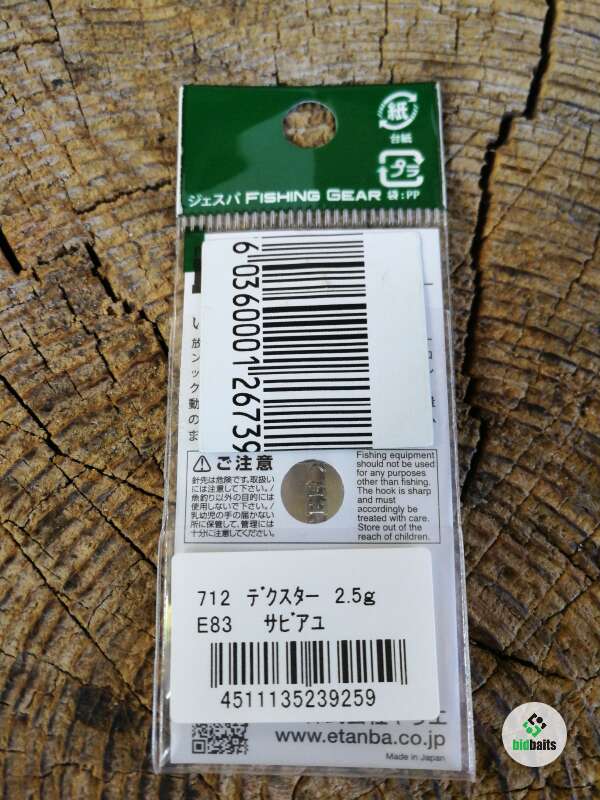 紙
台紙
プラ
ジェスパ FISHING GEAR 袋:PP
6036000126739
ご注意
針先は危険です。取扱い
には注意して下さい。/
魚釣り以外の目的には
使用しないで下さい。/
乳幼児の手の届かない
所に保管して、管理には
十分に注意してください。
Fishing equipment
should not be used
for any purposes
other than fishing.
The hook is sharp
and must
accordingly be
treated with care.
Store out of the
reach of children.
712 デクスター 2.5g
E83 サビアユ
4511135239259
www.etanba.co.jp
Made in Japan
bidbaits